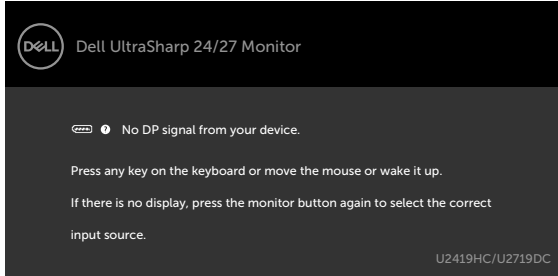 DELL
Dell UltraSharp 24/27 Monitor
? No DP signal from your device.
Press any key on the keyboard or move the mouse or wake it up.
If there is no display, press the monitor button again to select the correct
input source.
U2419HC/U2719DC